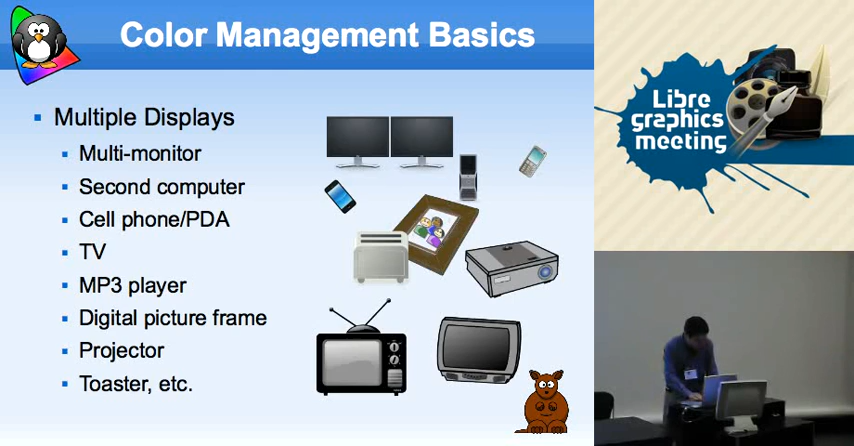 Color Management Basics
Multiple Displays
Multi-monitor
Second computer
Cell phone/PDA
TV
MP3 player
Digital picture frame
Projector
Toaster, etc.
Libre
graphics
meeting